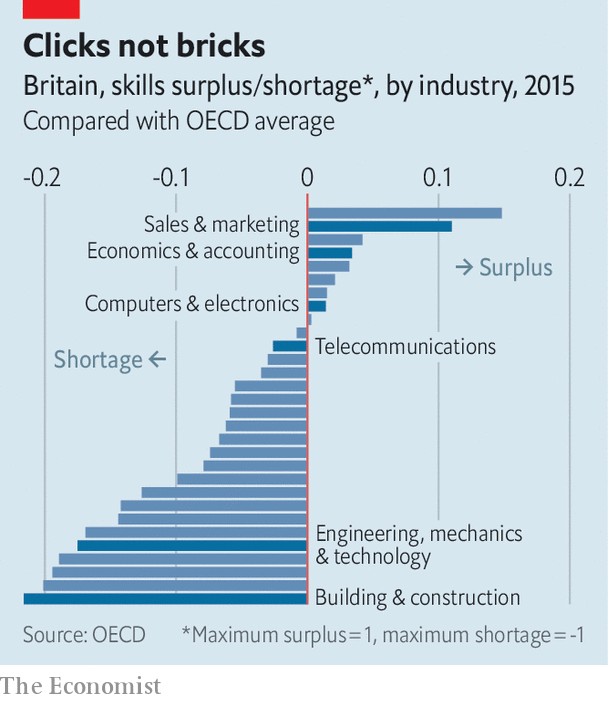 Clicks not bricks
Britain, skills surplus/shortage*, by industry, 2015
Compared with OECD average
-0.2 -0.1 0 0.1 0.2
Sales & marketing
Economics & accounting
→ Surplus
Computers & electronics
Telecommunications
Shortage ←
Engineering, mechanics
& technology
Building & construction
Source: OECD *Maximum surplus=1, maximum shortage=-1
The Economist